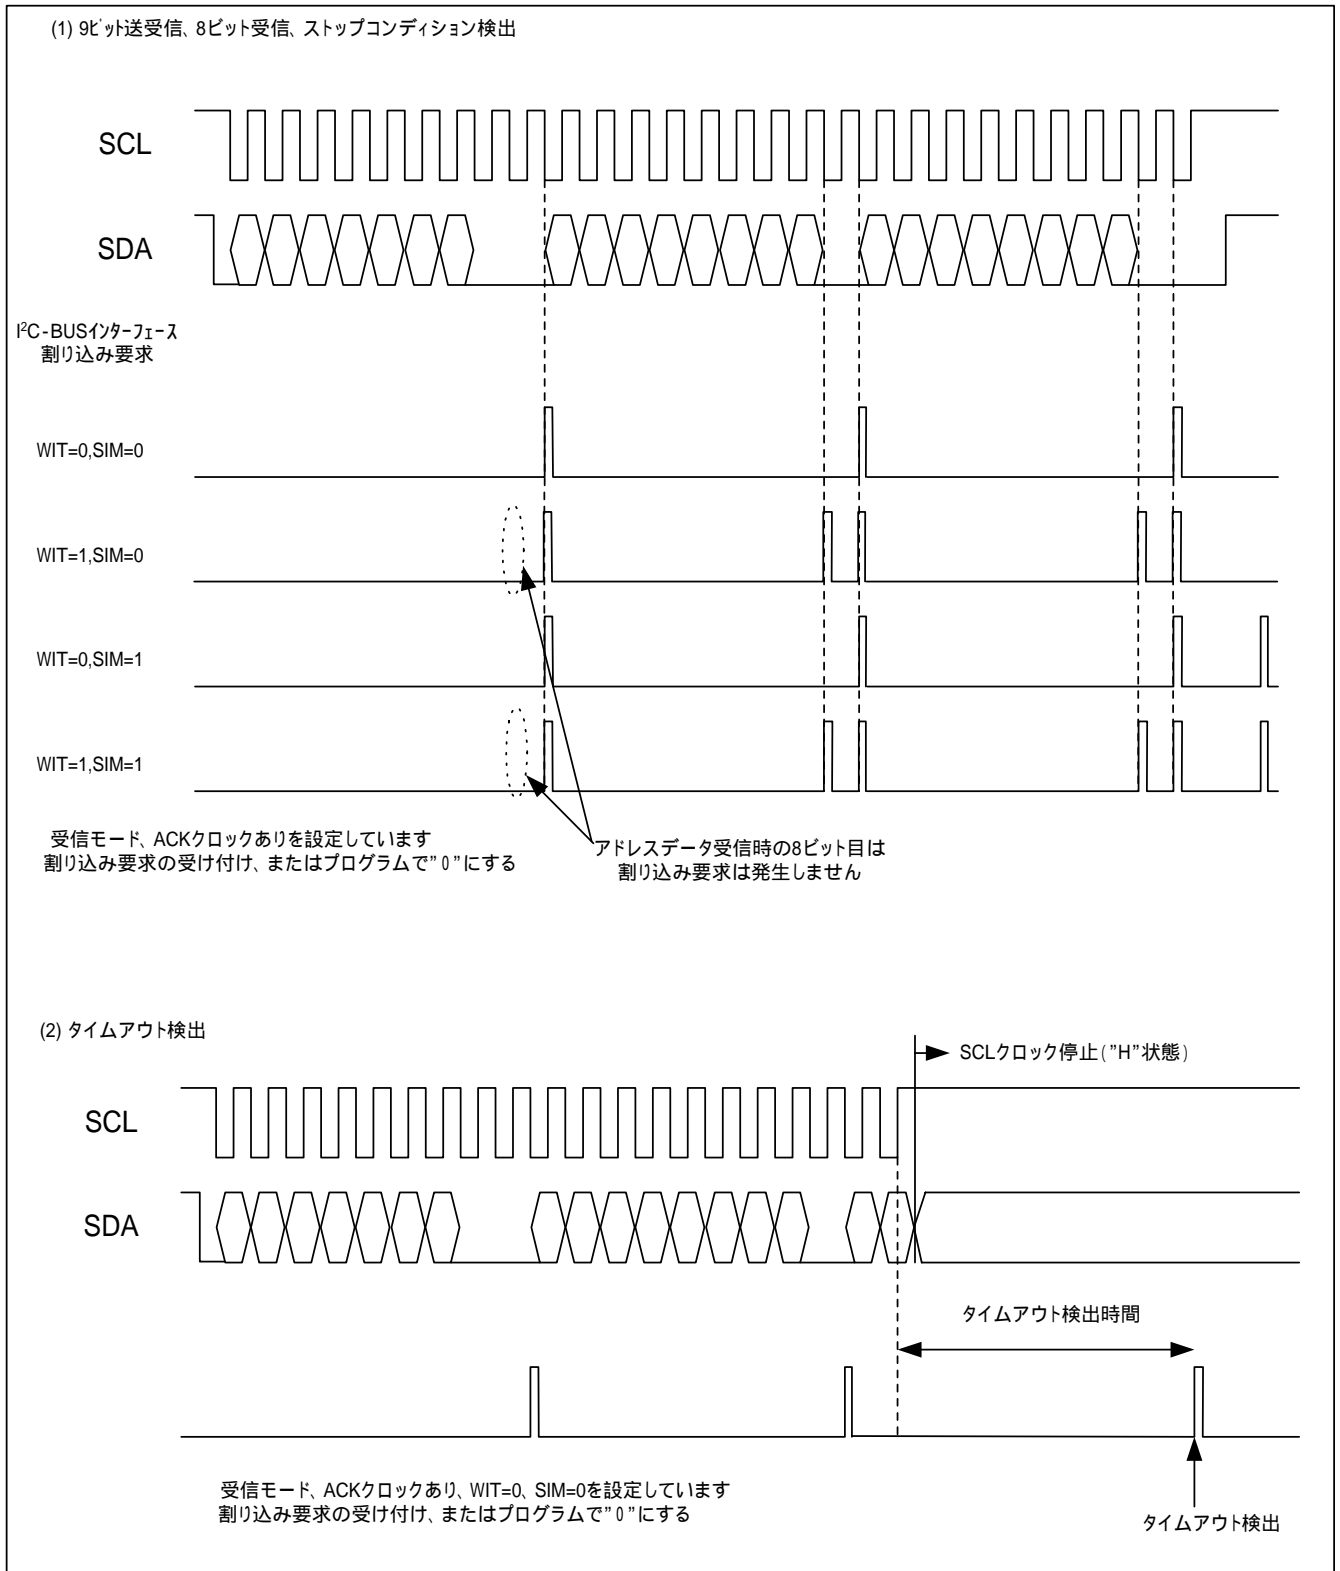 (1) 9ビット送受信、8ビット受信、ストップコンディション検出
SCL
SDA
I²C-BUSインターフェース
割り込み要求
WIT=0,SIM=0
WIT=1,SIM=0
WIT=0,SIM=1
WIT=1,SIM=1
受信モード、ACKクロックありを設定しています
割り込み要求の受け付け、またはプログラムで"0"にする
アドレスデータ受信時の8ビット目は
割り込み要求は発生しません
(2) タイムアウト検出
SCLクロック停止("H"状態)
SCL
SDA
タイムアウト検出時間
受信モード、ACKクロックあり、WIT=0、SIM=0を設定しています
割り込み要求の受け付け、またはプログラムで"0"にする
タイムアウト検出